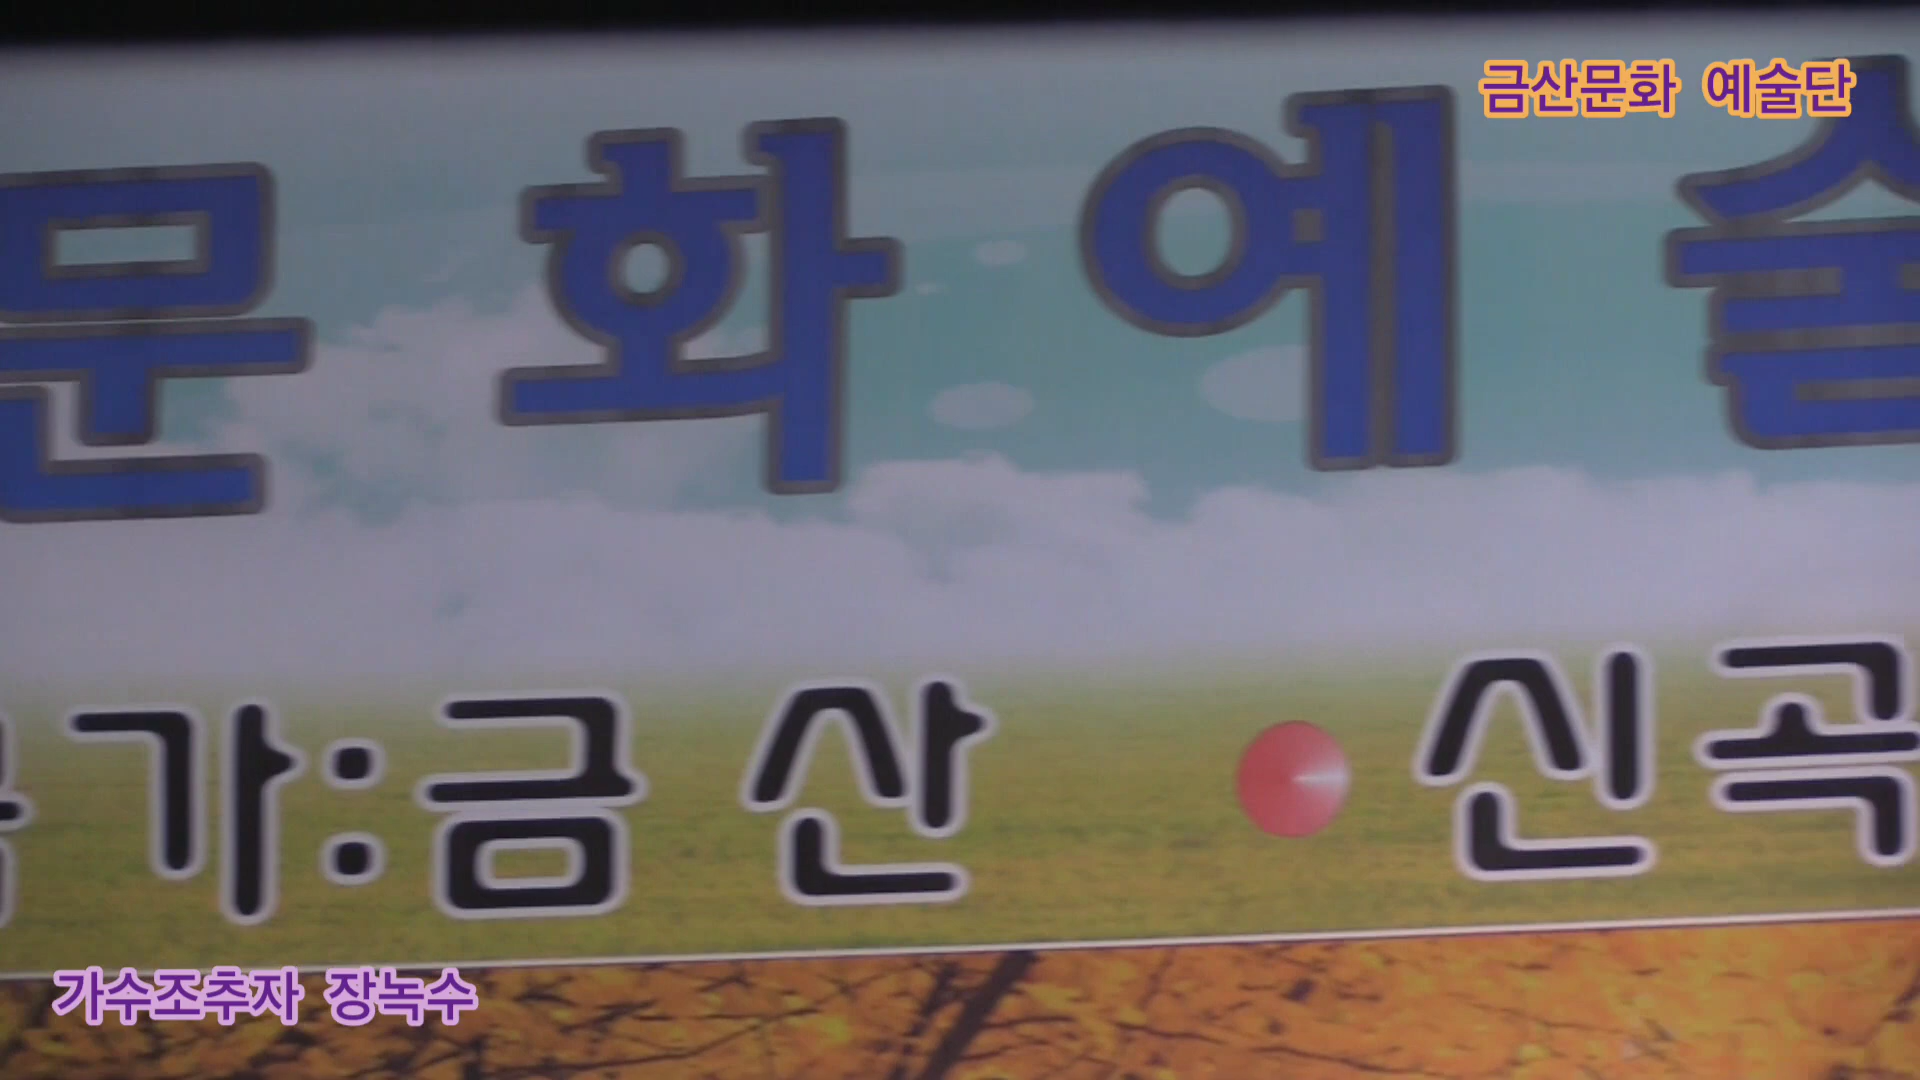 금산문화 예술단
문화예술
가:금산 ●신곡
가수조추자 장녹수